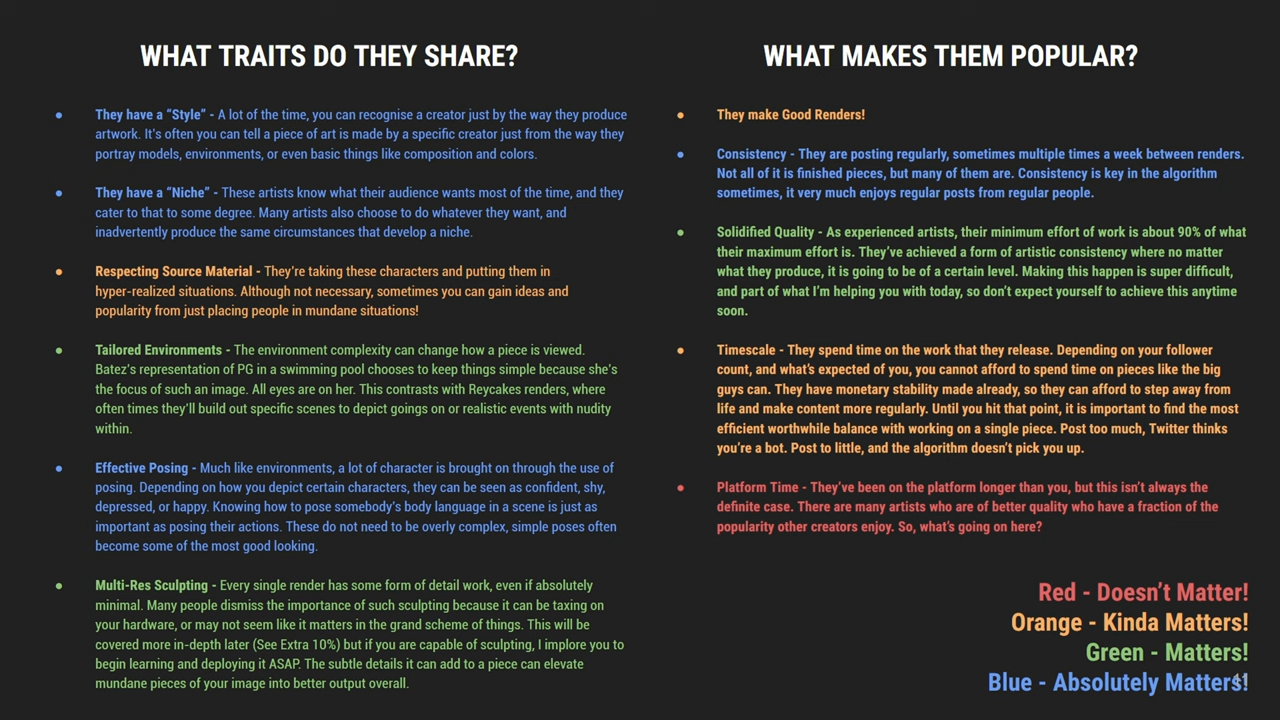 WHAT TRAITS DO THEY SHARE?
● They have a “Style” - A lot of the time, you can recognise a creator just by the way they produce
artwork. It’s often you can tell a piece of art is made by a specific creator just from the way they
portray models, environments, or even basic things like composition and colors.
● They have a “Niche” - These artists know what their audience wants most of the time, and they
cater to that to some degree. Many artists also choose to do whatever they want, and
inadvertently produce the same circumstances that develop a niche.
● Respecting Source Material - They’re taking these characters and putting them in
hyper-realized situations. Although not necessary, sometimes you can gain ideas and
popularity from just placing people in mundane situations!
● Tailored Environments - The environment complexity can change how a piece is viewed.
Batez’s representation of PG in a swimming pool chooses to keep things simple because she’s
the focus of such an image. All eyes are on her. This contrasts with Reycakes renders, where
often times they’ll build out specific scenes to depict goings on or realistic events with nudity
within.
● Effective Posing - Much like environments, a lot of character is brought on through the use of
posing. Depending on how you depict certain characters, they can be seen as confident, shy,
depressed, or happy. Knowing how to pose somebody’s body language in a scene is just as
important as posing their actions. These do not need to be overly complex, simple poses often
become some of the most good looking.
● Multi-Res Sculpting - Every single render has some form of detail work, even if absolutely
minimal. Many people dismiss the importance of such sculpting because it can be taxing on
your hardware, or may not seem like it matters in the grand scheme of things. This will be
covered more in-depth later (See Extra 10%) but if you are capable of sculpting, I implore you to
begin learning and deploying it ASAP. The subtle details it can add to a piece can elevate
mundane pieces of your image into better output overall.
WHAT MAKES THEM POPULAR?
● They make Good Renders!
● Consistency - They are posting regularly, sometimes multiple times a week between renders.
Not all of it is finished pieces, but many of them are. Consistency is key in the algorithm
sometimes, it very much enjoys regular posts from regular people.
● Solidified Quality - As experienced artists, their minimum effort of work is about 90% of what
their maximum effort is. They’ve achieved a form of artistic consistency where no matter
what they produce, it is going to be of a certain level. Making this happen is super difficult,
and part of what I’m helping you with today, so don’t expect yourself to achieve this anytime
soon.
● Timescale - They spend time on the work that they release. Depending on your follower
count, and what’s expected of you, you cannot afford to spend time on pieces like the big
guys can. They have monetary stability made already, so they can afford to step away from
life and make content more regularly. Until you hit that point, it is important to find the most
efficient worthwhile balance with working on a single piece. Post too much, Twitter thinks
you’re a bot. Post to little, and the algorithm doesn’t pick you up.
● Platform Time - They’ve been on the platform longer than you, but this isn’t always the
definite case. There are many artists who are of better quality who have a fraction of the
popularity other creators enjoy. So, what’s going on here?
Red - Doesn’t Matter!
Orange - Kinda Matters!
Green - Matters!
Blue - Absolutely Matters!